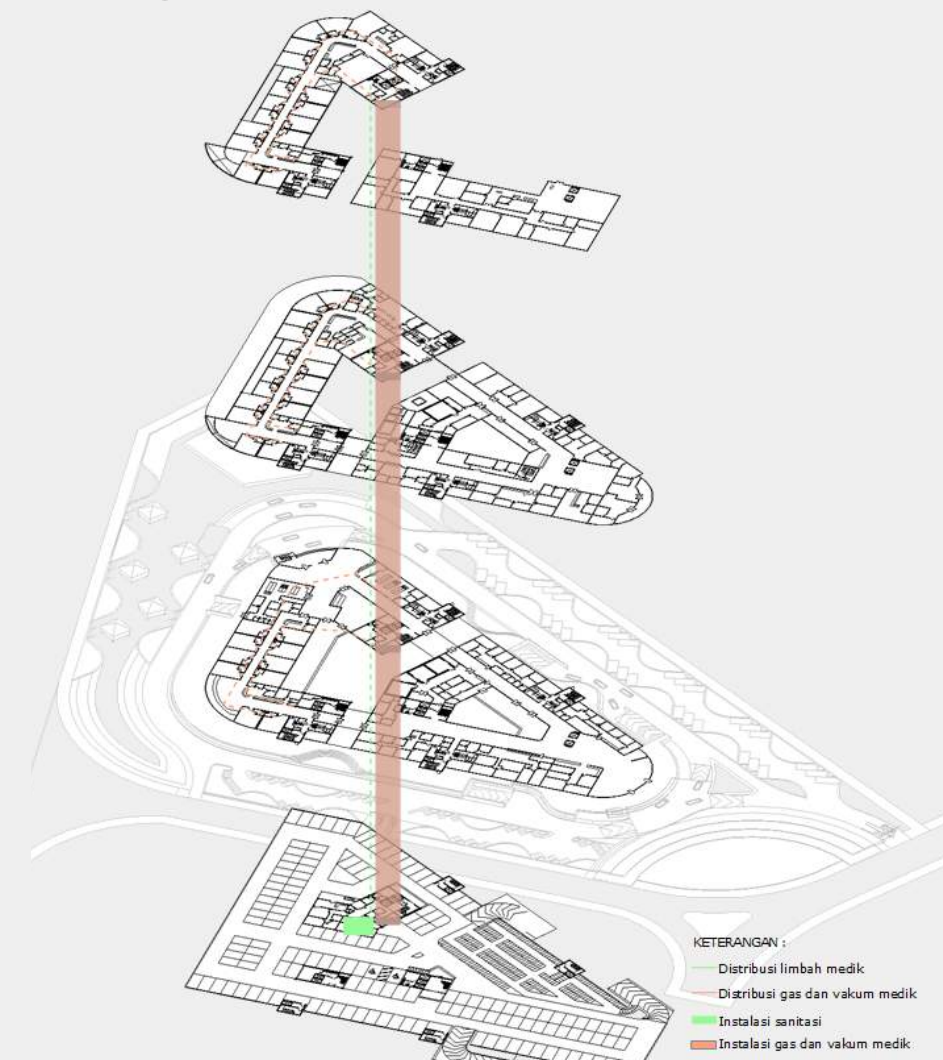 KETERANGAN :
Distribusi limbah medik
Distribusi gas dan vakum medik
Instalasi sanitasi
Instalasi gas dan vakum medik